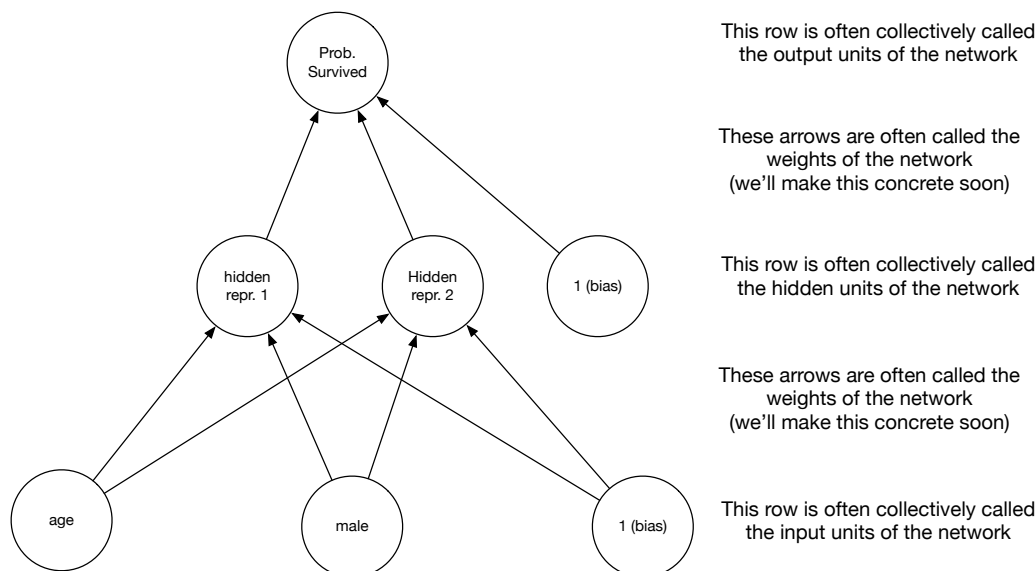 Prob.
Survived
This row is often collectively called
the output units of the network
These arrows are often called the
weights of the network
(we'll make this concrete soon)
hidden
repr. 1
Hidden
repr. 2
1 (bias)
This row is often collectively called
the hidden units of the network
These arrows are often called the
weights of the network
(we'll make this concrete soon)
age
male
1 (bias)
This row is often collectively called
the input units of the network